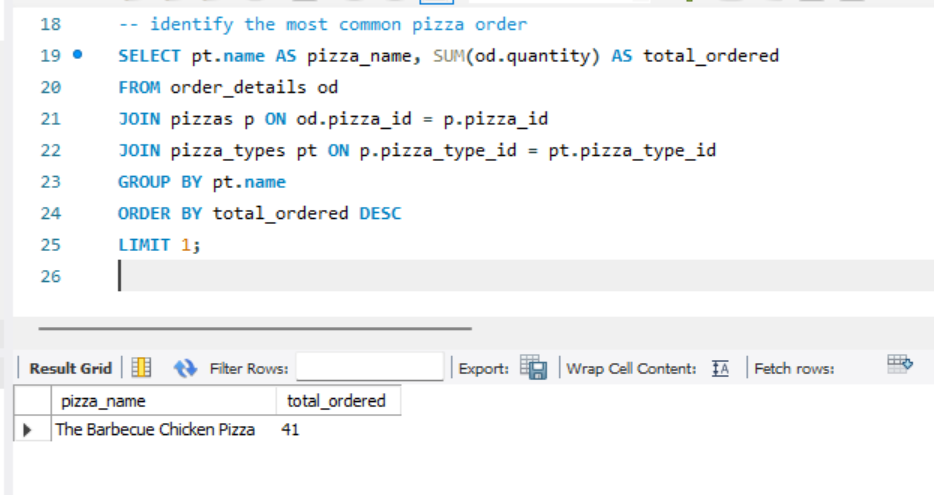 18 -- identify the most common pizza order
19 SELECT pt.name AS pizza_name, SUM(od.quantity) AS total_ordered
20 FROM order_details od
21 JOIN pizzas p ON od.pizza_id = p.pizza_id
22 JOIN pizza_types pt ON p.pizza_type_id = pt.pizza_type_id
23 GROUP BY pt.name
24 ORDER BY total_ordered DESC
25 LIMIT 1;
26
Result Grid Filter Rows: Export: Wrap Cell Content: Fetch rows:
pizza_name total_ordered
The Barbecue Chicken Pizza 41